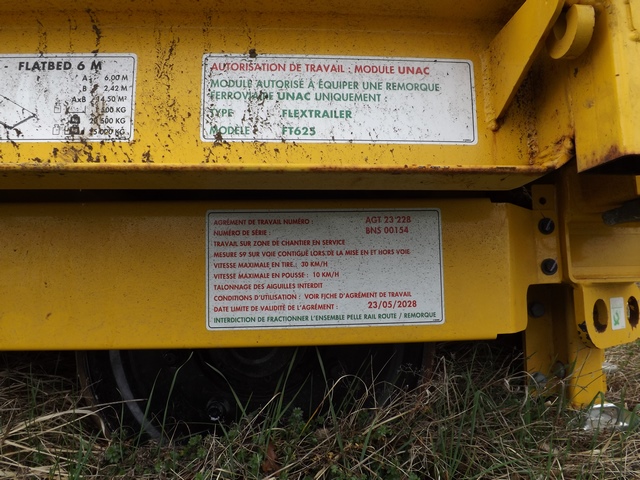 FLATBED 6 M
A: 6,00 M
B: 2,42 M
AxB 14,50 M²
500 KG
20 500 KG
25 000 KG
AUTORISATION DE TRAVAIL : MODULE UNAC
MODULE AUTORISÉ À ÉQUIPER UNE REMORQUE
FERROVIAIRE UNAC UNIQUEMENT
TYPE FLEXTRAILER
MODÈLE FT625
AGRÉMENT DE TRAVAIL NUMÉRO : AGT 23 228
NUMÉRO DE SÉRIE : BNS 00154
TRAVAIL SUR ZONE DE CHANTIER EN SERVICE
MESURE S9 SUR VOIE CONTIGUË LORS DE LA MISE EN ET HORS VOIE
VITESSE MAXIMALE EN TIRE : 30 KM/H
VITESSE MAXIMALE EN POUSSE : 10 KM/H
TALONNAGE DES AIGUILLES INTERDIT
CONDITIONS D'UTILISATION : VOIR FICHE D'AGRÉMENT DE TRAVAIL
DATE LIMITE DE VALIDITÉ DE L'AGRÉMENT : 23/05/2028
INTERDICTION DE FRACTIONNER L'ENSEMBLE PELLE RAIL ROUTE / REMORQUE